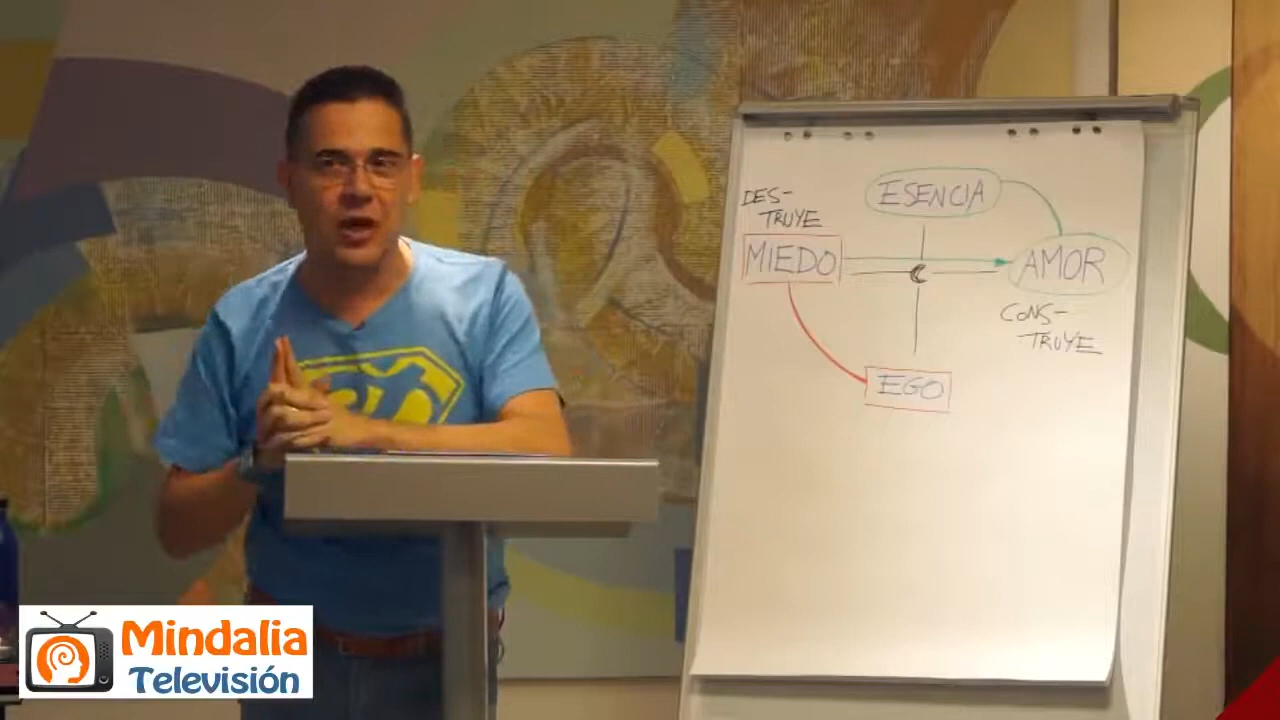 DES-
TRUYE
MIEDO
ESENCIA
AMOR
CONS-
TRUYE
EGO
Mindalia
Televisión